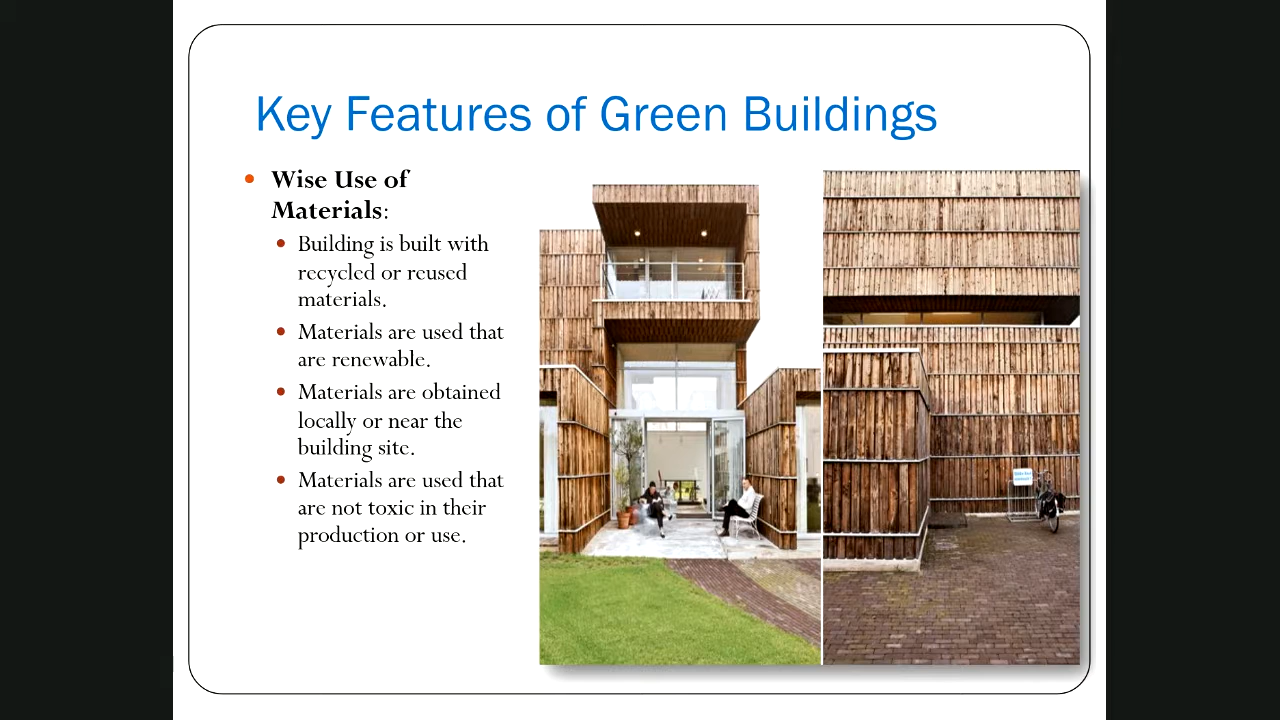 Key Features of Green Buildings
Wise Use of
Materials:
Building is built with
recycled or reused
materials.
Materials are used that
are renewable.
Materials are obtained
locally or near the
building site.
Materials are used that
are not toxic in their
production or use.